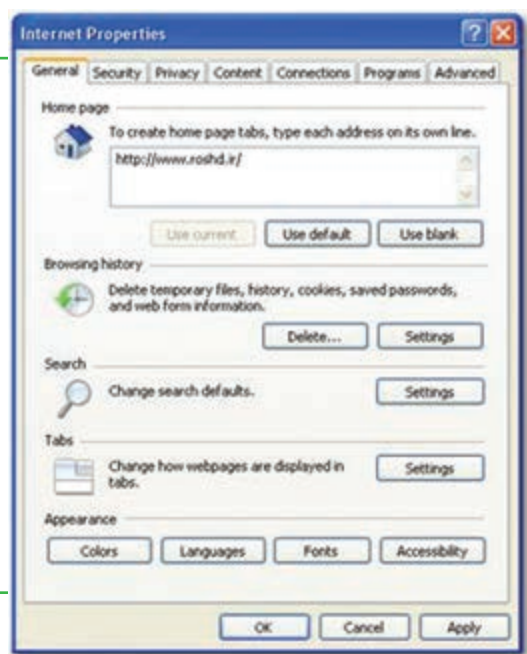 Internet Properties
General Security Privacy Content Connections Programs Advanced
Home page
To create home page tabs, type each address on its own line.
http://www.roshd.ir/
Use current Use default Use blank
Browsing history
Delete temporary files, history, cookies, saved passwords,
and web form information.
Delete... Settings
Search
Change search defaults.
Settings
Tabs
Change how webpages are displayed in
tabs.
Settings
Appearance
Colors Languages Fonts Accessibility
OK Cancel Apply